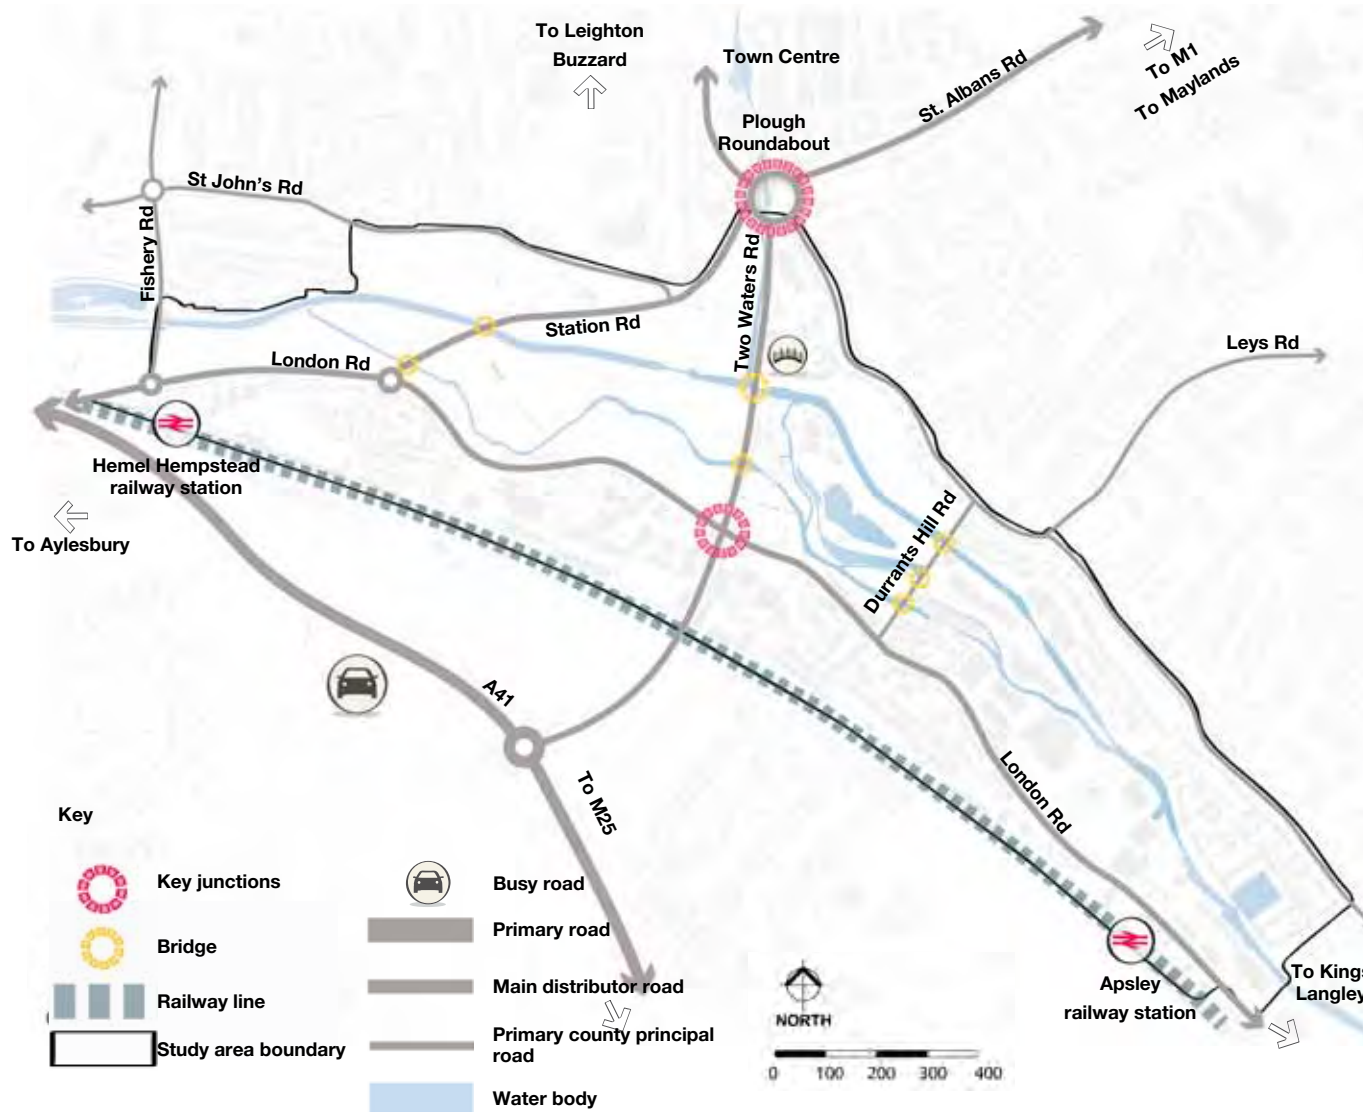 To Leighton
Buzzard
Town Centre
St. Albans Rd
To M1
To Maylands
Plough
Roundabout
St John's Rd
Fishery Rd
Two Waters Rd
Station Rd
London Rd
Leys Rd
Hemel Hempstead
railway station
To Aylesbury
Durrants Hill Rd
A41
To M25
London Rd
Apsley
railway station
To Kings
Langley
Key
Key junctions
Bridge
Railway line
Study area boundary
Busy road
Primary road
Main distributor road
Primary county principal
road
Water body
NORTH
0 100 200 300 400